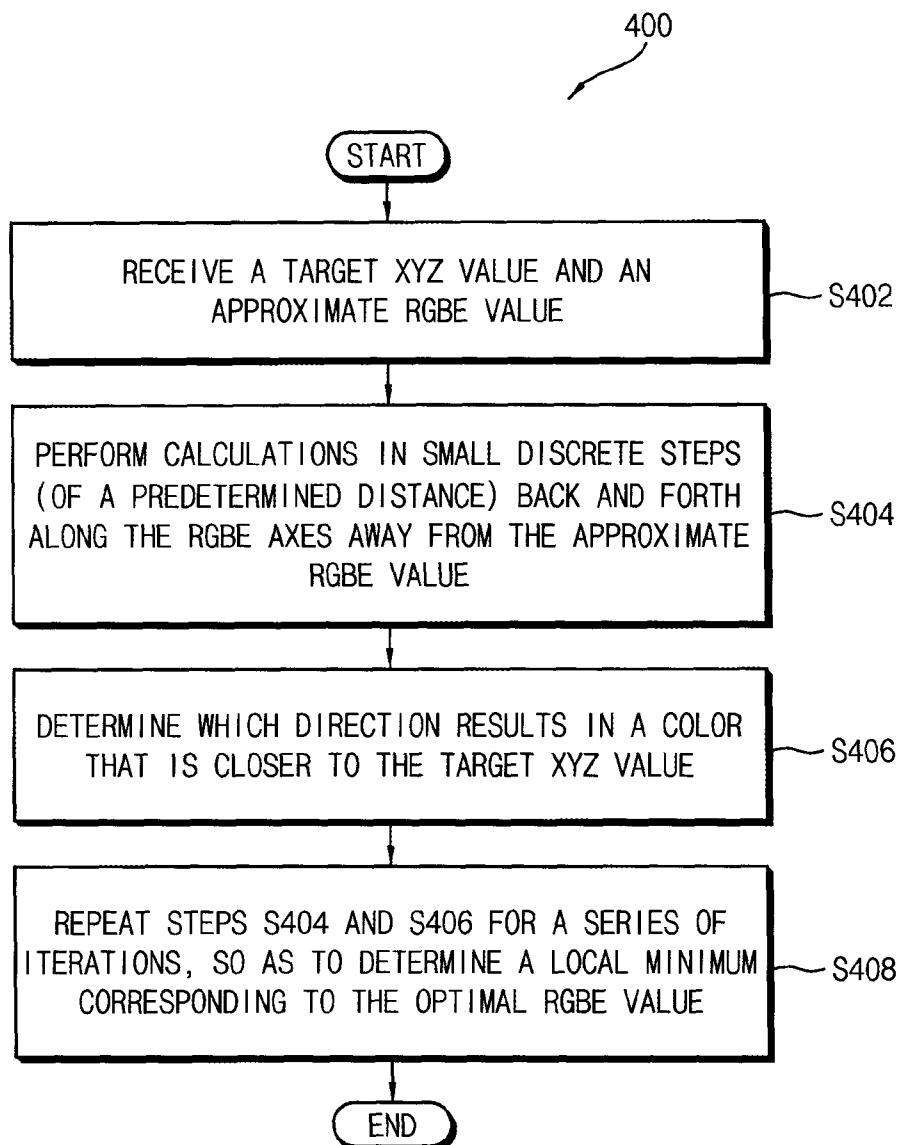 400
START
RECEIVE A TARGET XYZ VALUE AND AN
APPROXIMATE RGBE VALUE
S402
PERFORM CALCULATIONS IN SMALL DISCRETE STEPS
(OF A PREDETERMINED DISTANCE) BACK AND FORTH
ALONG THE RGBE AXES AWAY FROM THE APPROXIMATE
RGBE VALUE
S404
DETERMINE WHICH DIRECTION RESULTS IN A COLOR
THAT IS CLOSER TO THE TARGET XYZ VALUE
S406
REPEAT STEPS S404 AND S406 FOR A SERIES OF
ITERATIONS, SO AS TO DETERMINE A LOCAL MINIMUM
CORRESPONDING TO THE OPTIMAL RGBE VALUE
S408
END